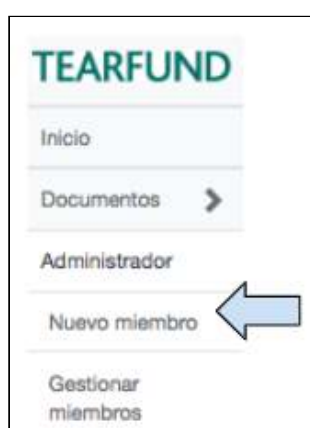 TEARFUND
Inicio
Documentos
Administrador
Nuevo miembro
Gestionar
miembros